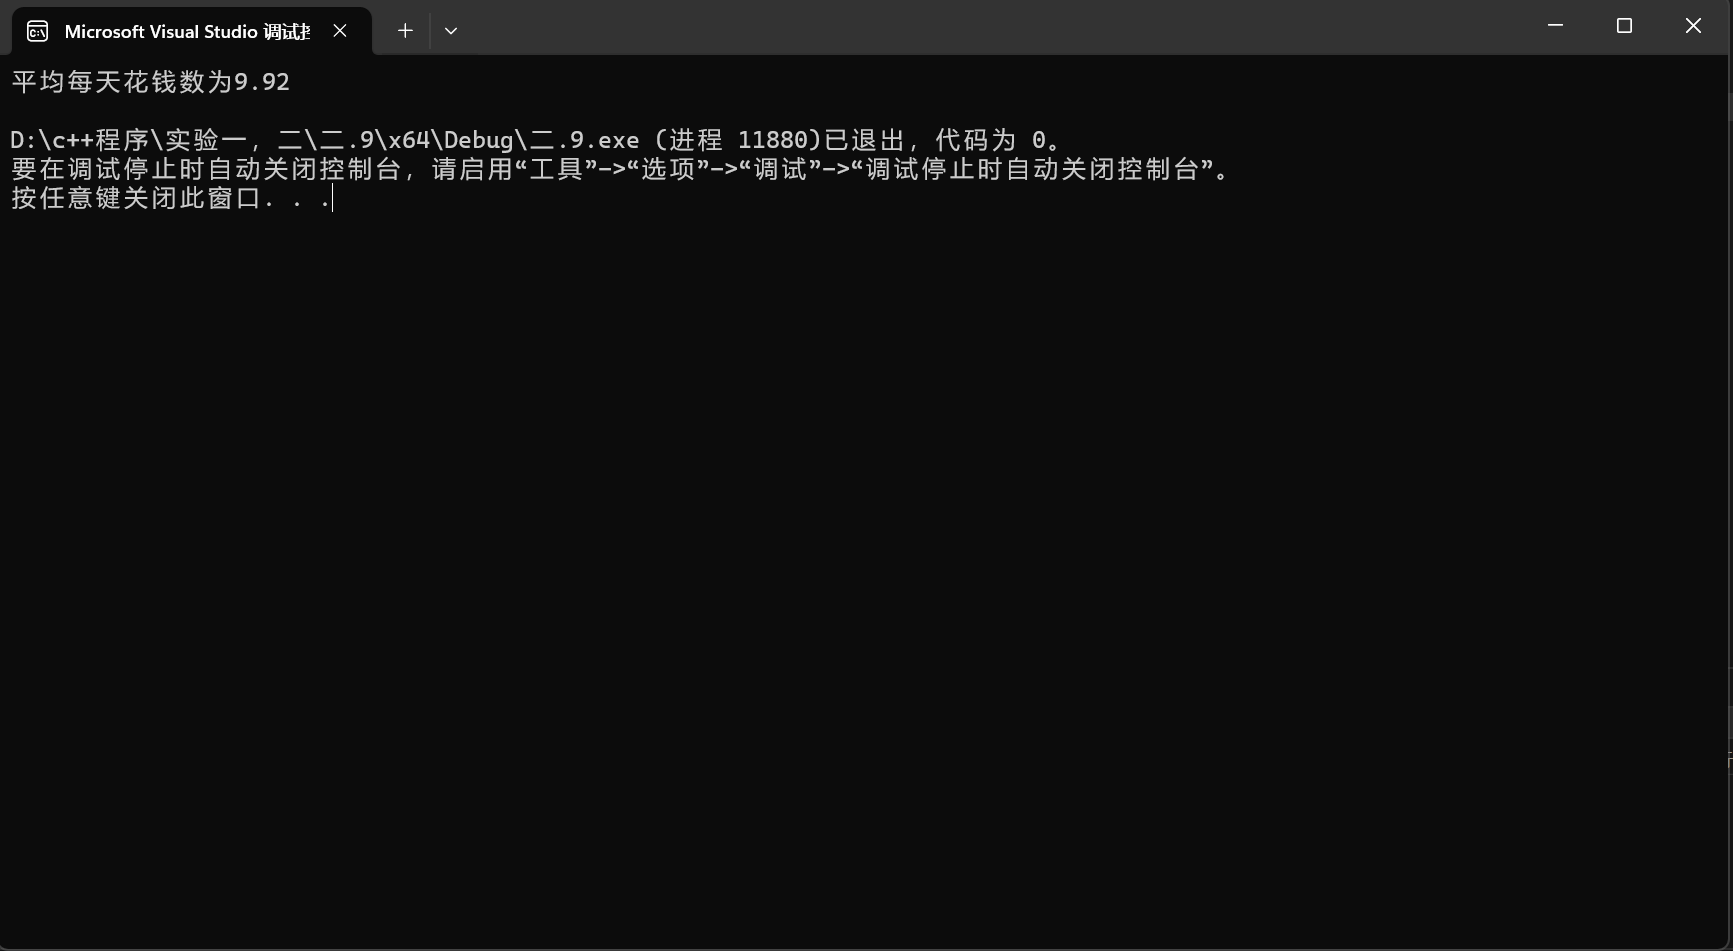 Microsoft Visual Studio 调试
平均每天花钱数为9.92
D:\c++程序\实验一, 二\二.9\x64\Debug\二.9.exe (进程 11880)已退出, 代码为 0。
要在调试停止时自动关闭控制台, 请启用“工具”->“选项”->“调试”->“调试停止时自动关闭控制台”。
按任意键关闭此窗口. . .